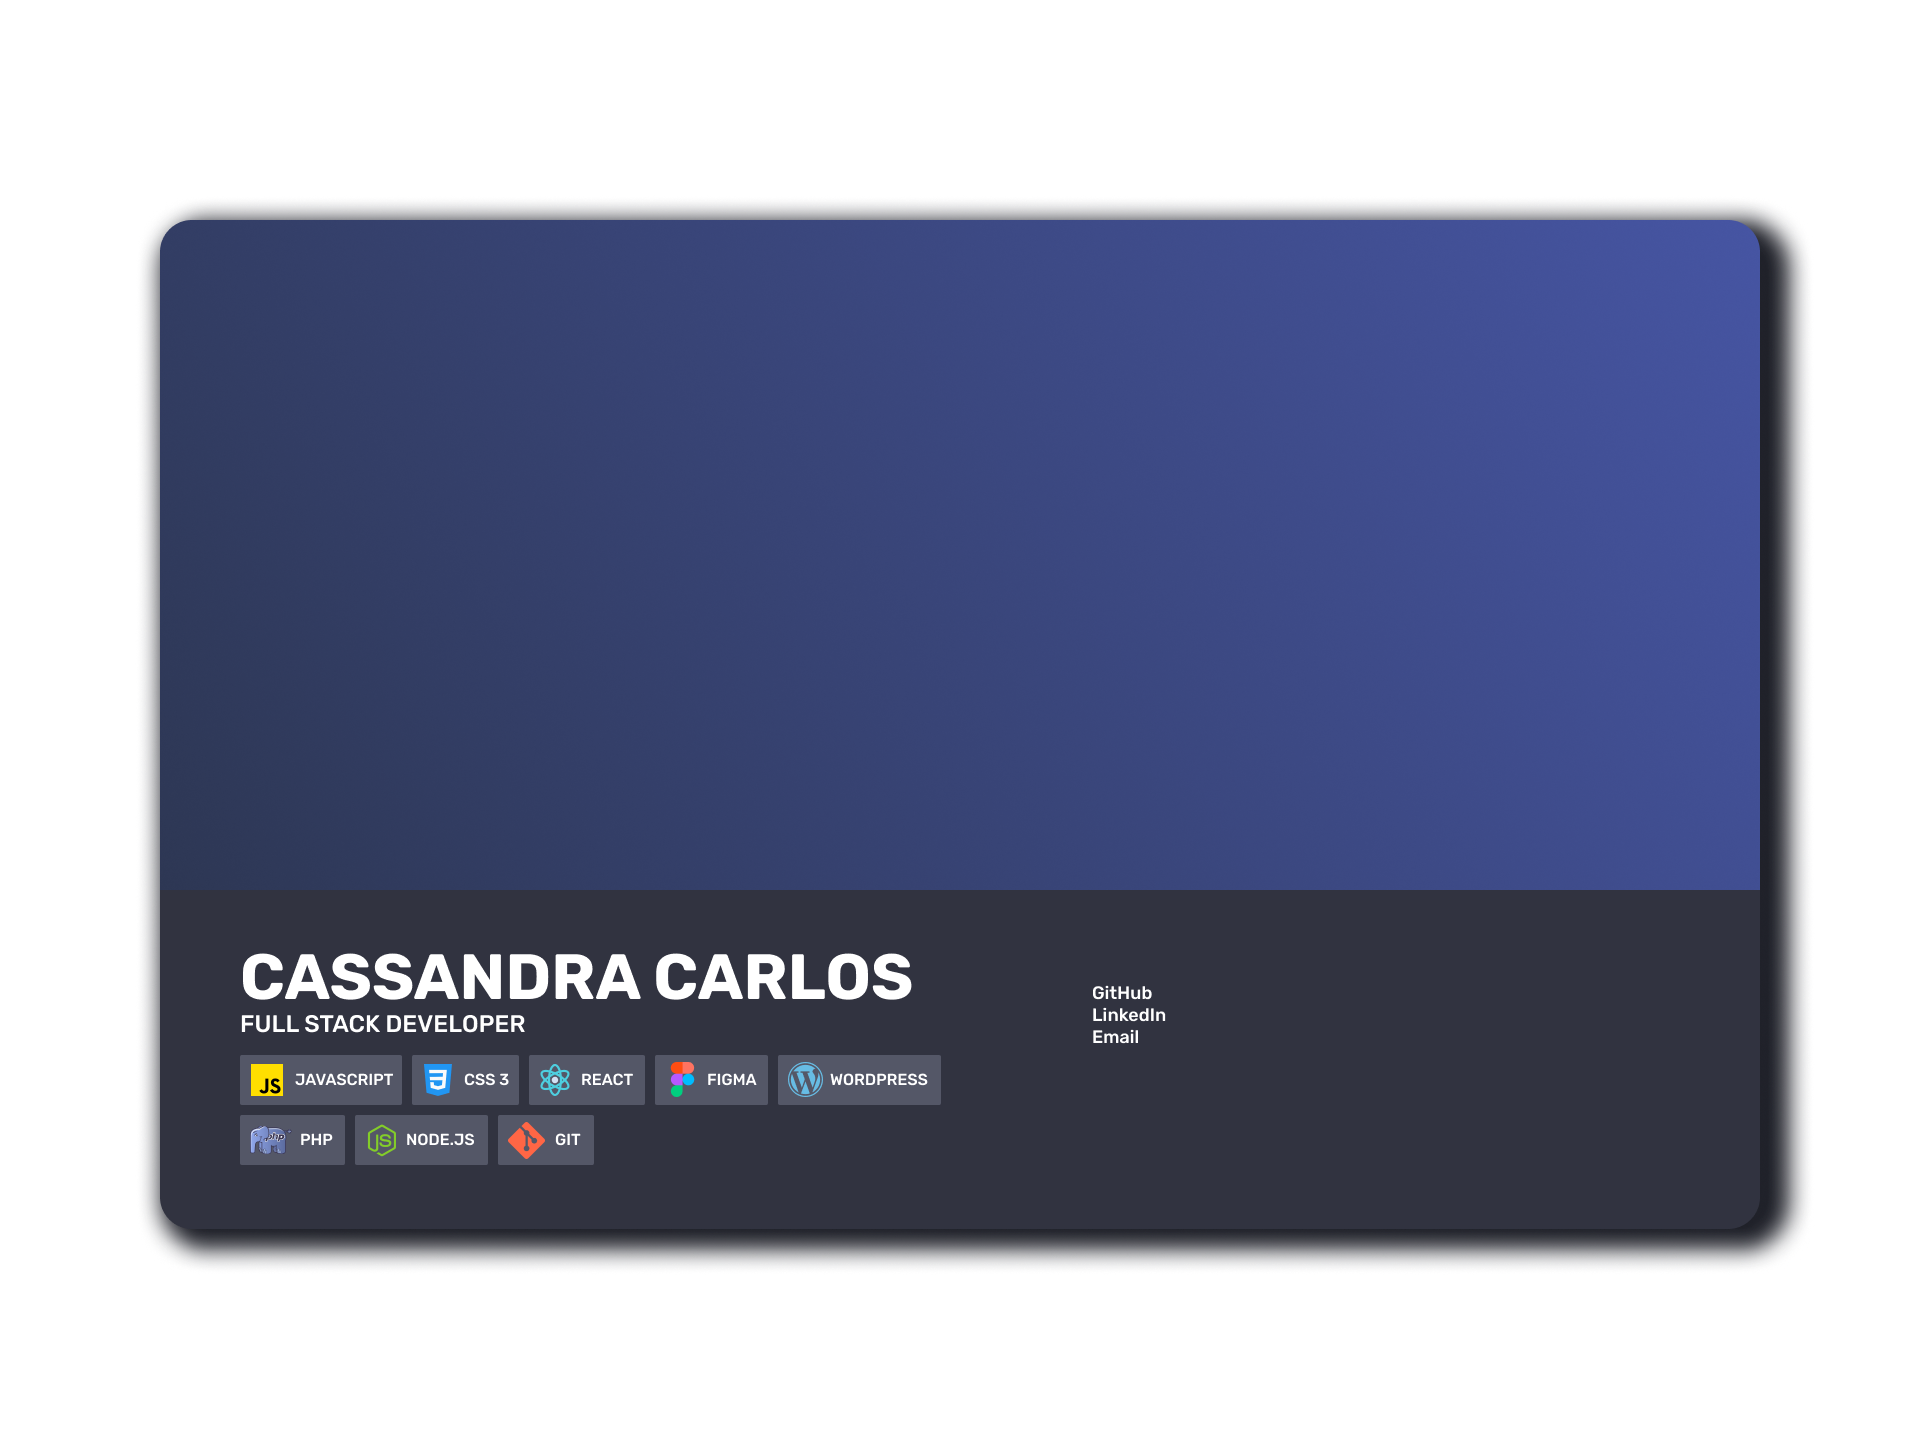 CASSANDRA CARLOS
FULL STACK DEVELOPER
JS JAVASCRIPT
3 CSS 3
REACT
FIGMA
W WORDPRESS
php PHP
JS NODE.JS
GIT
GitHub
LinkedIn
Email